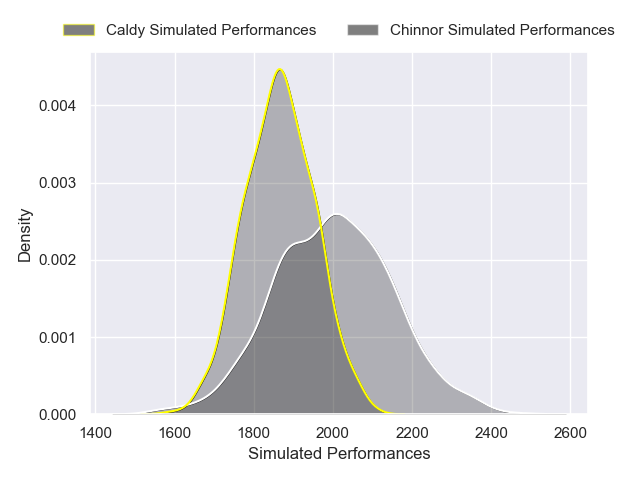 Caldy Simulated Performances Chinnor Simulated Performances
0.004
0.003
0.002
0.001
0.000
Density
1400 1600 1800 2000 2200 2400 2600
Simulated Performances